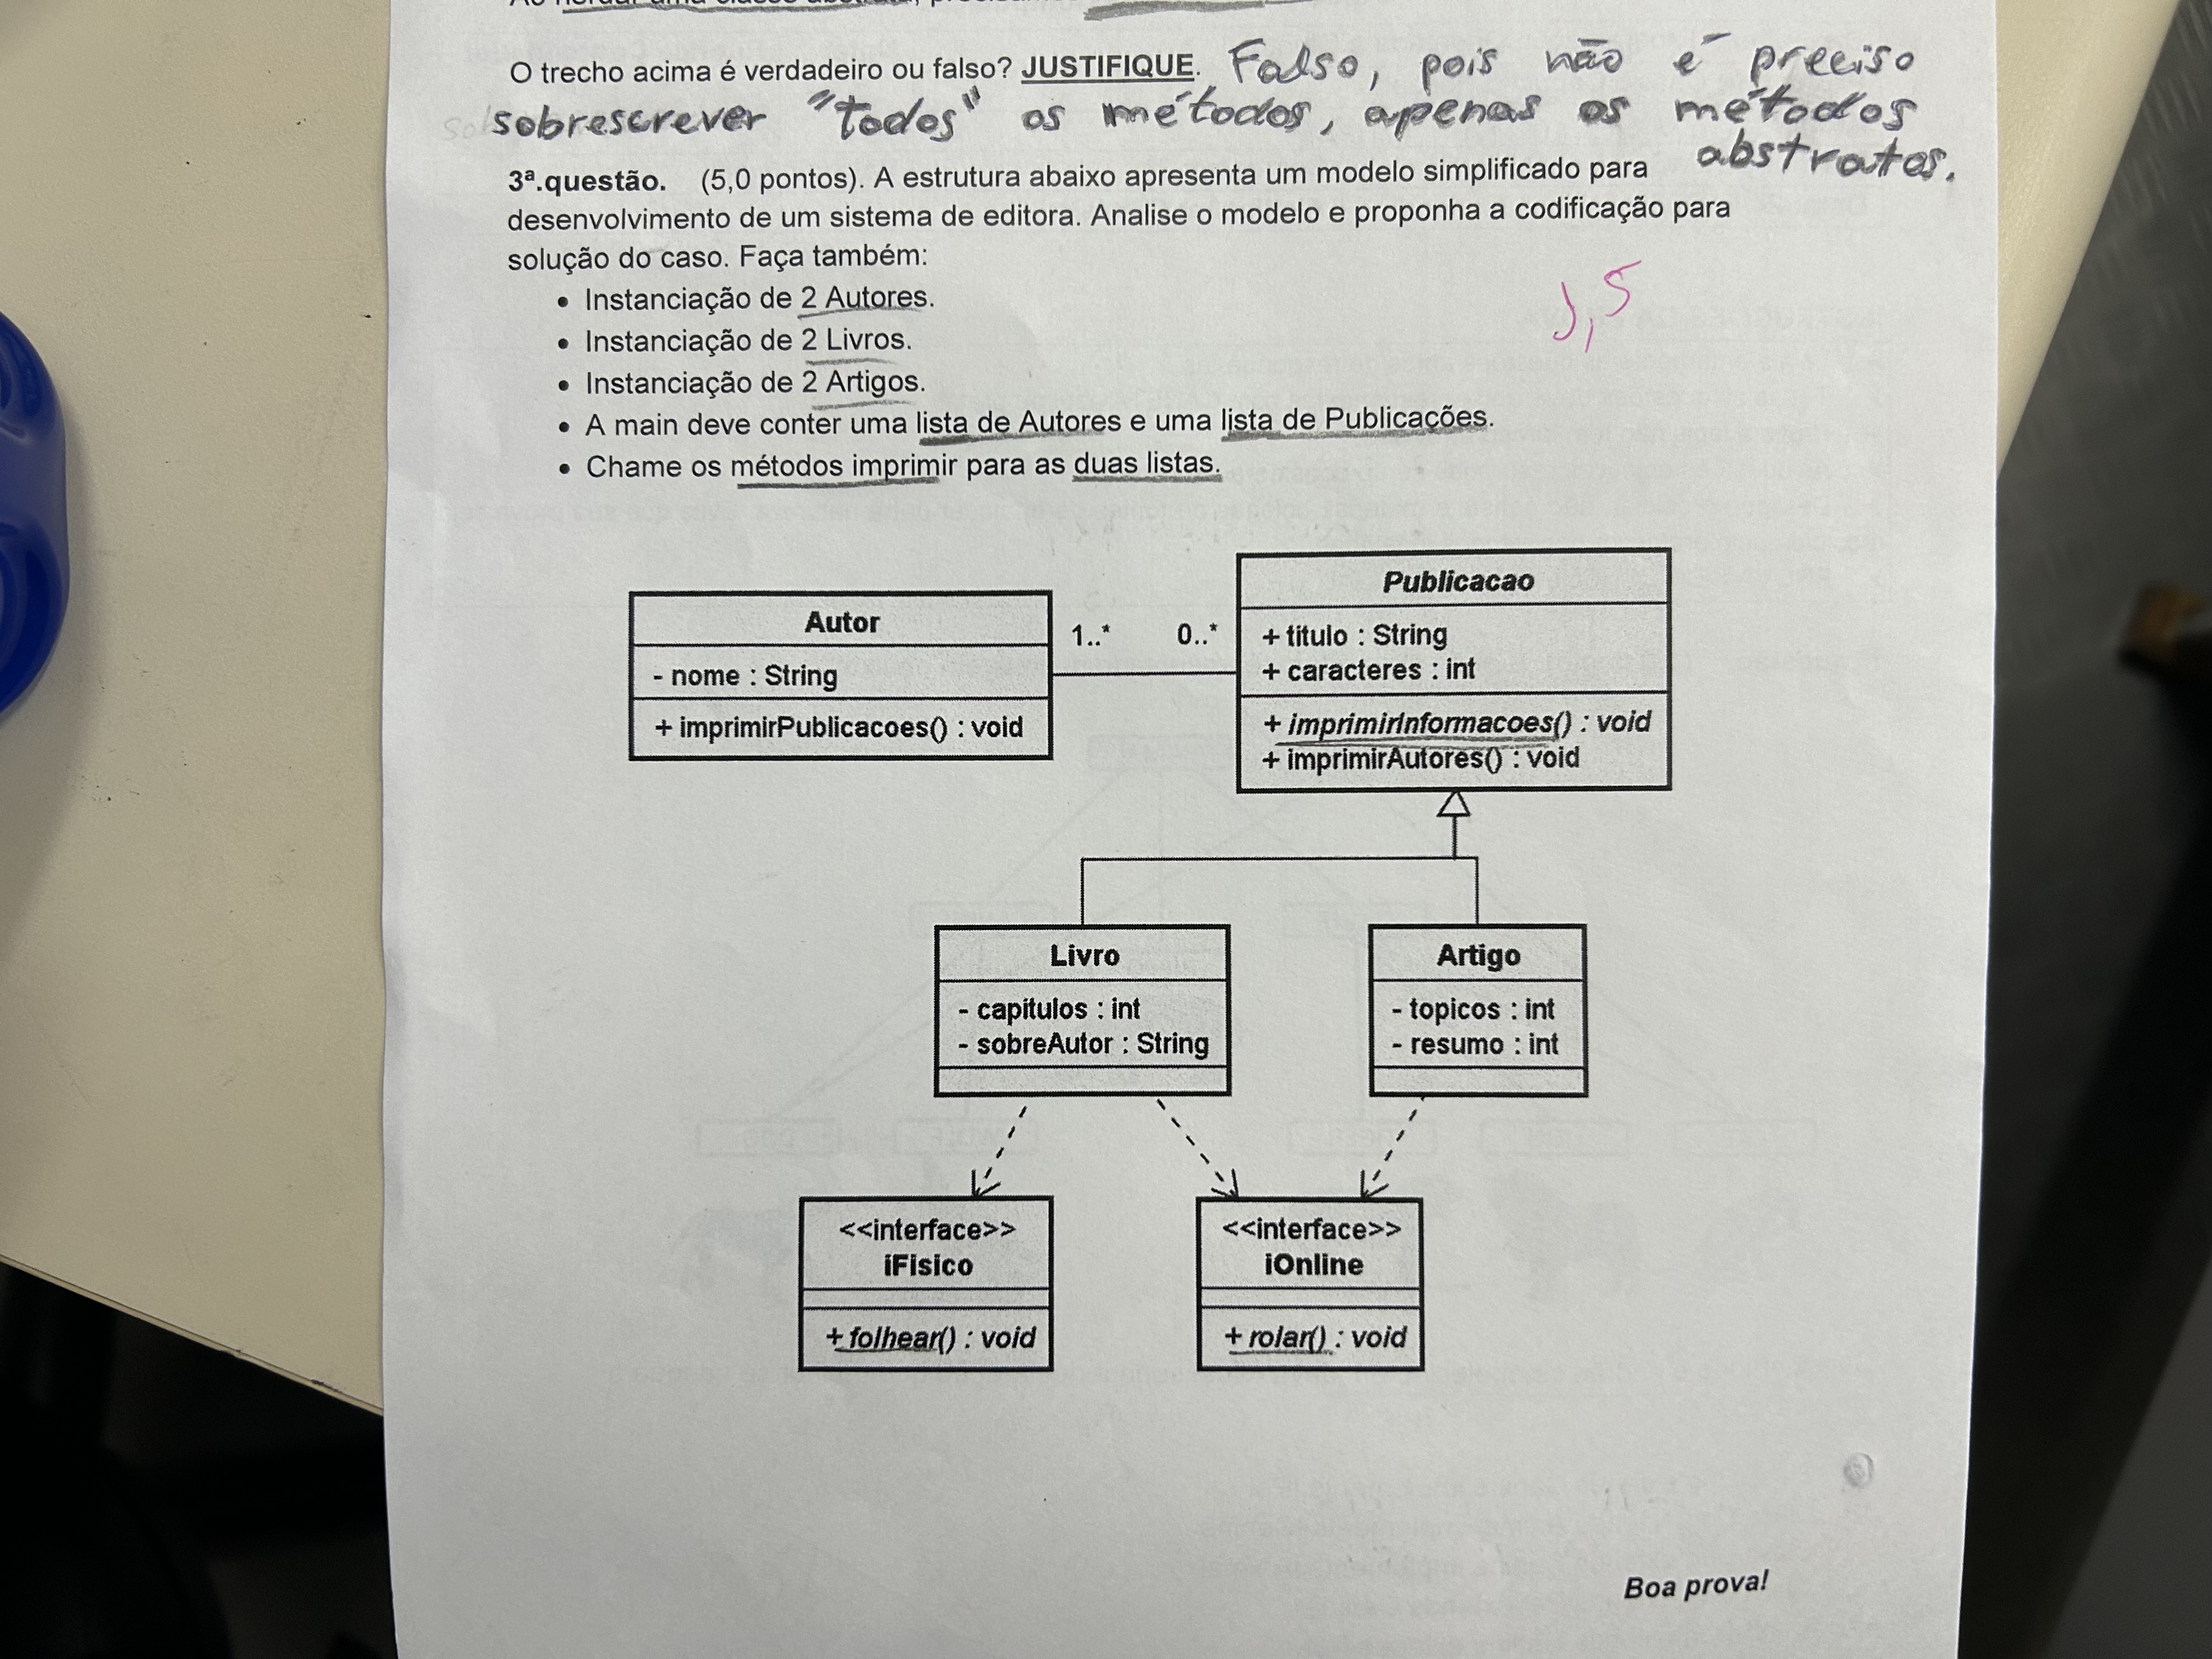 O trecho acima é verdadeiro ou falso? JUSTIFIQUE. Falso, pois não é preciso
sobrescrever "todos" os métodos, apenas os métodos
abstratas.
3ª.questão. (5,0 pontos). A estrutura abaixo apresenta um modelo simplificado para
desenvolvimento de um sistema de editora. Analise o modelo e proponha a codificação para
solução do caso. Faça também:
• Instanciação de 2 Autores.
• Instanciação de 2 Livros.
• Instanciação de 2 Artigos.
• A main deve conter uma lista de Autores e uma lista de Publicações.
• Chame os métodos imprimir para as duas listas.
Autor
- nome : String
+ imprimirPublicacoes() : void
1..*
0..*
Publicacao
+ titulo : String
+ caracteres : int
+ imprimirInformacoes() : void
+ imprimirAutores() : void
Livro
- capítulos : int
- sobreAutor : String
Artigo
- topicos : int
- resumo : int
<<interface>>
iFisico
+ folhear() : void
<<interface>>
iOnline
+ rolar() : void
Boa prova!